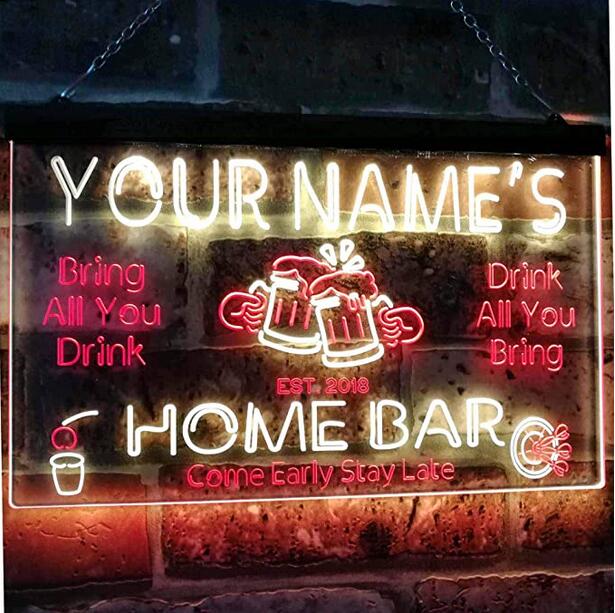 YOUR NAME'S
Bring
All You
Drink
Drink
All You
Bring
EST. 2018
HOME BAR
Come Early Stay Late